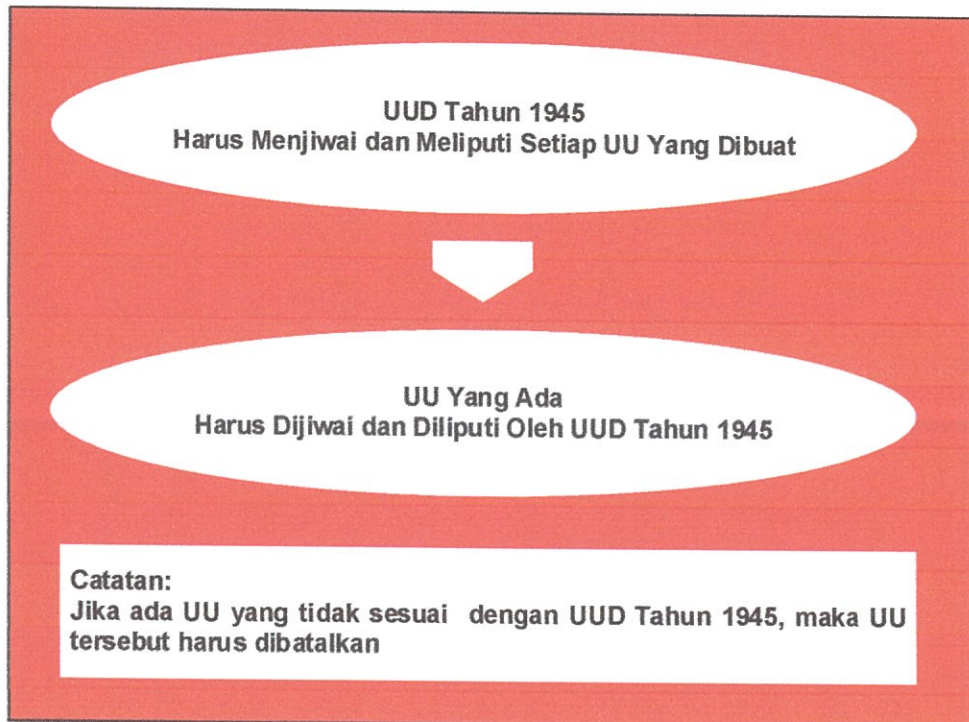 UUD Tahun 1945
Harus Menjiwai dan Meliputi Setiap UU Yang Dibuat
UU Yang Ada
Harus Dijiwai dan Diliputi Oleh UUD Tahun 1945
Catatan:
Jika ada UU yang tidak sesuai dengan UUD Tahun 1945, maka UU
tersebut harus dibatalkan